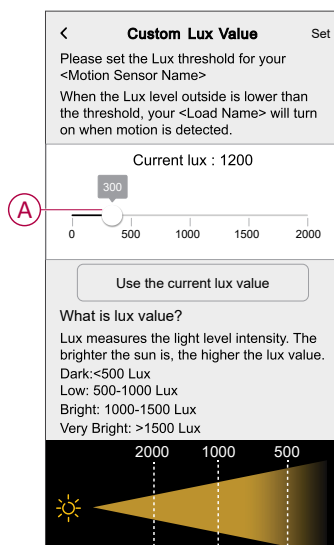 Custom Lux Value
Set
Please set the Lux threshold for your
<Motion Sensor Name>
When the Lux level outside is lower than
the threshold, your <Load Name> will turn
on when motion is detected.
Current lux : 1200
300
A
0 500 1000 1500 2000
Use the current lux value
What is lux value?
Lux measures the light level intensity. The
brighter the sun is, the higher the lux value.
Dark:<500 Lux
Low: 500-1000 Lux
Bright: 1000-1500 Lux
Very Bright: >1500 Lux
2000 1000 500